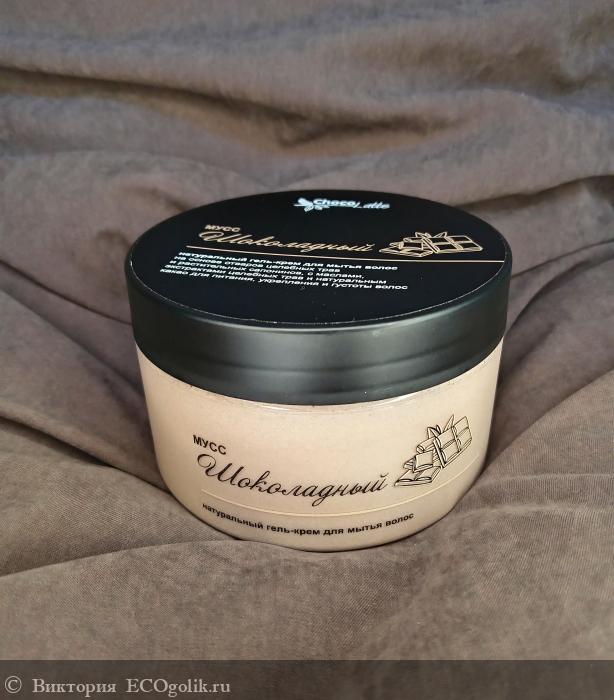 ChocoLatte
МУСС
Шоколадный
натуральный гель-крем для мытья волос
на основе отваров целебных трав
и растительных сапонинов, с маслами,
экстрактами целебных трав и натуральным
какао для питания, укрепления и густоты волос
МУСС
Шоколадный
натуральный гель-крем для мытья волос
© Виктория ECOgolik.ru